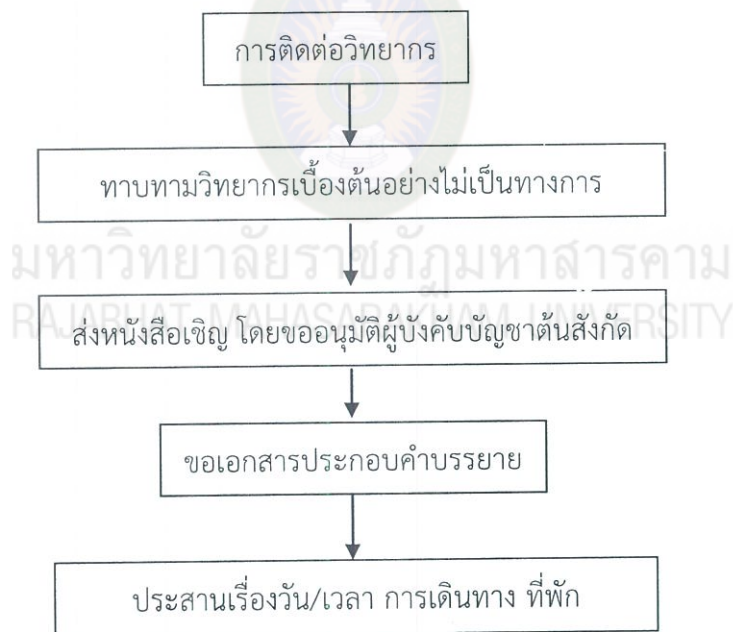 การติดต่อวิทยากร
ทาบทามวิทยากรเบื้องต้นอย่างไม่เป็นทางการ
มหาวิทยาลัยราชภัฏมหาสารคาม
RAJABHAT MAHASARAKHAM UNIVERSITY
ส่งหนังสือเชิญ โดยขออนุมัติผู้บังคับบัญชาต้นสังกัด
ขอเอกสารประกอบคำบรรยาย
ประสานเรื่องวัน/เวลา การเดินทาง ที่พัก